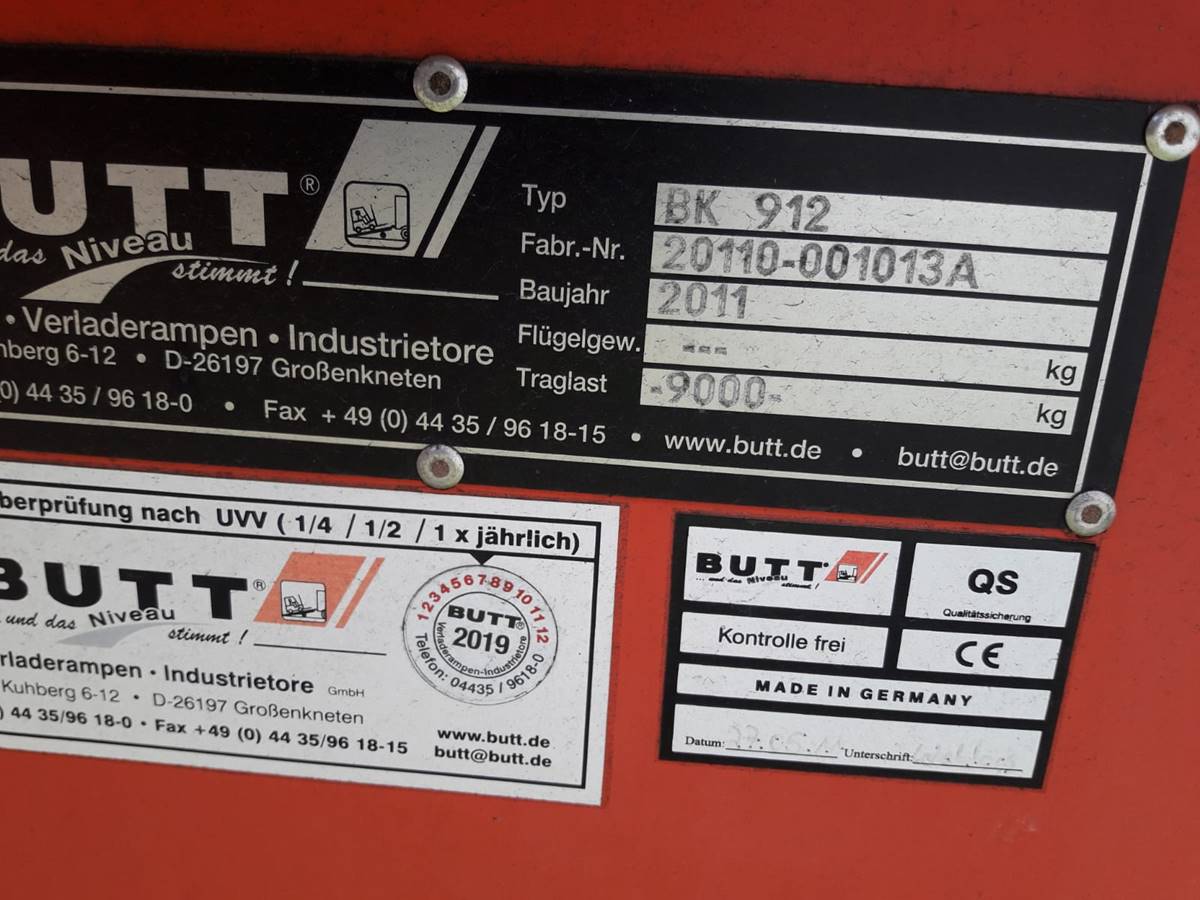 BUTT®
das Niveau
stimmt !
• Verladerampen • Industrietore
hberg 6-12 • D-26197 Großenkneten
0) 44 35 / 96 18-0 • Fax + 49 (0) 44 35 / 96 18-15 • www.butt.de • butt@butt.de
Typ BK 912
Fabr.-Nr. 20110-001013A
Baujahr 2011
Flügelgew. --- kg
Traglast -9000- kg
berprüfung nach UVV ( 1/4 / 1/2 / 1 x jährlich)
BUTT®
und das Niveau
stimmt !
rladerampen • Industrietore GmbH
Kuhberg 6-12 • D-26197 Großenkneten
) 44 35/96 18-0 • Fax +49 (0) 44 35/96 18-15
www.butt.de
butt@butt.de
1 2 3 4 5 6 7 8 9 10 11 12
BUTT®
2019
Verladerampen-Industrietore
Telefon: 04435 / 9618-0
BUTT®
... und das Niveau
stimmt !
QS
Qualitätssicherung
Kontrolle frei
CE
MADE IN GERMANY
Datum: Unterschrift: